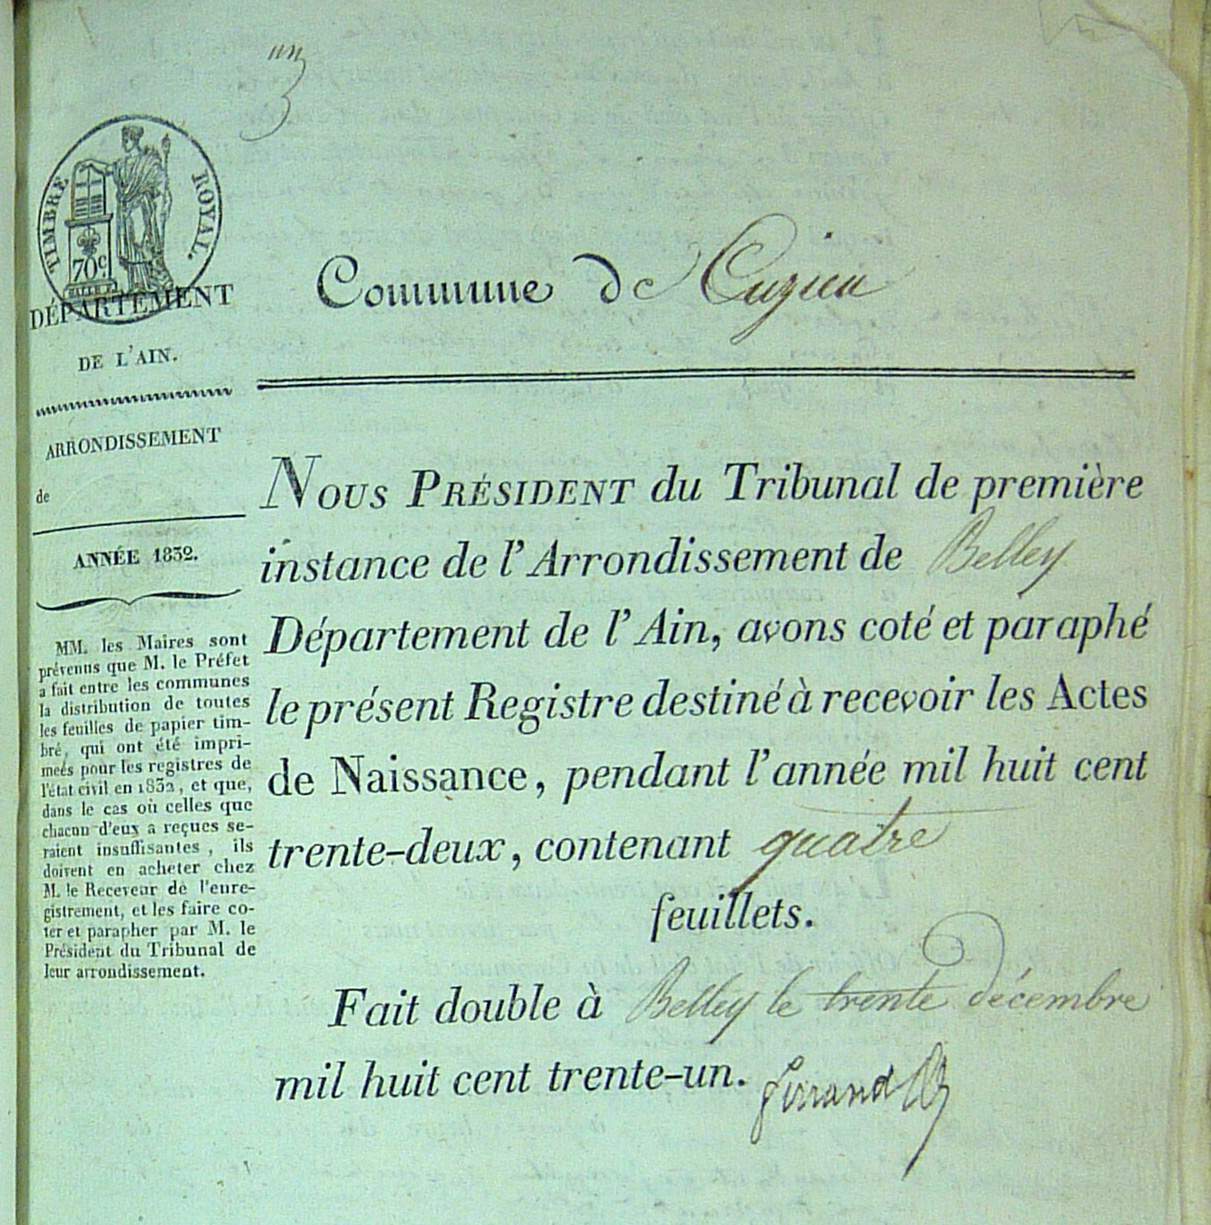 TIMBRE ROYAL.
70c
DÉPARTEMENT
DE L'AIN.
ARRONDISSEMENT
de
ANNÉE 1832.
MM. les Maires sont
prévenus que M. le Préfet
a fait entre les communes
la distribution de toutes
les feuilles de papier tim-
bré, qui ont été impri-
mées pour les registres de
l'état civil en 1832, et que,
dans le cas où celles que
chacun d'eux a reçues se-
raient insuffisantes, ils
doivent en acheter chez
M. le Receveur de l'enre-
gistrement, et les faire co-
ter et parapher par M. le
Président du Tribunal de
leur arrondissement.
Commune de Cuzieu
NOUS PRÉSIDENT du Tribunal de première
instance de l'Arrondissement de Belley
Département de l'Ain, avons coté et paraphé
le présent Registre destiné à recevoir les Actes
de Naissance, pendant l'année mil huit cent
trente-deux, contenant quatre
feuillets.
Fait double à Belley le trente décembre
mil huit cent trente-un.